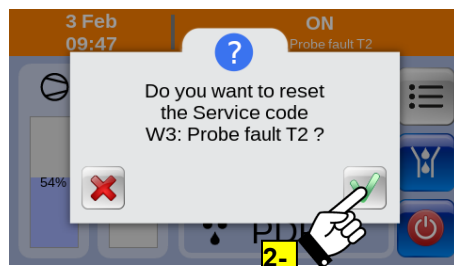 3 Feb
ON
09:47
Probe fault T2
?
Do you want to reset
the Service code
W3: Probe fault T2 ?
54%
2-